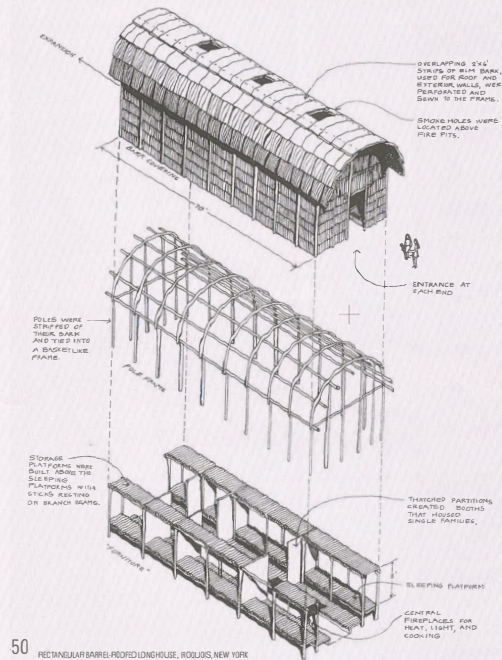 EXPANSION
OVERLAPPING 2'X6'
STRIPS OF ELM BARK,
USED FOR ROOF AND
EXTERIOR WALLS, WERE
PERFORATED AND
SEWN TO THE FRAME.
SMOKE HOLES WERE
LOCATED ABOVE
FIRE PITS.
BARK COVERING
70'
ENTRANCE AT
EACH END
POLES WERE
STRIPPED OF
THEIR BARK
AND TIED INTO
A BASKETLIKE
FRAME.
POLE FRAME
STORAGE
PLATFORMS WERE
BUILT ABOVE THE
SLEEPING
PLATFORMS WITH
STICKS RESTING
ON BRANCH BEAMS.
THATCHED PARTITIONS
CREATED BOOTHS
THAT HOUSED
SINGLE FAMILIES.
"FURNITURE"
SLEEPING PLATFORM
CENTRAL
FIREPLACES FOR
HEAT, LIGHT, AND
COOKING
50 RECTANGULAR BARREL-ROOFED LONGHOUSE, IROQUOIS, NEW YORK